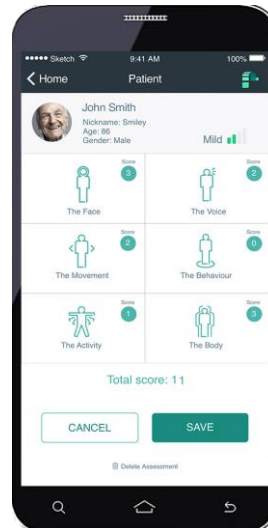 Sketch 9:41 AM 100%
Home Patient
John Smith
Nickname: Smiley
Age: 86
Gender: Male
Mild
Score
3
The Face
Score
2
The Voice
Score
2
The Movement
Score
0
The Behaviour
Score
1
The Activity
Score
3
The Body
Total score: 11
CANCEL
SAVE
Delete Assessment